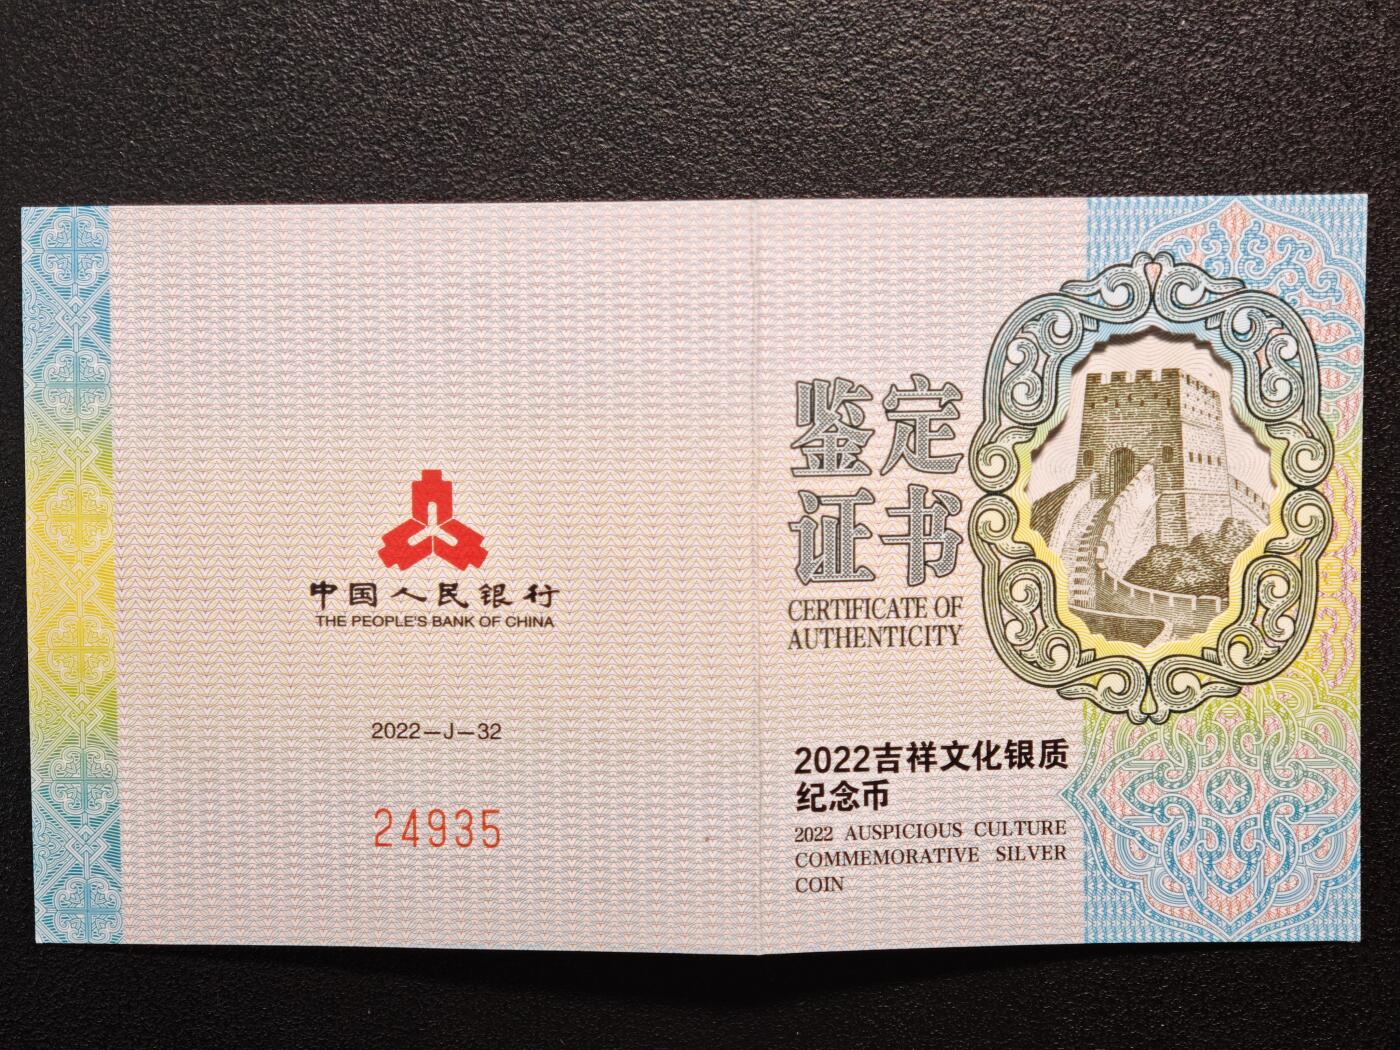 中国人民银行
THE PEOPLE'S BANK OF CHINA
2022—J—32
24935
鉴定
证书
CERTIFICATE OF
AUTHENTICITY
2022吉祥文化银质
纪念币
2022 AUSPICIOUS CULTURE
COMMEMORATIVE SILVER
COIN